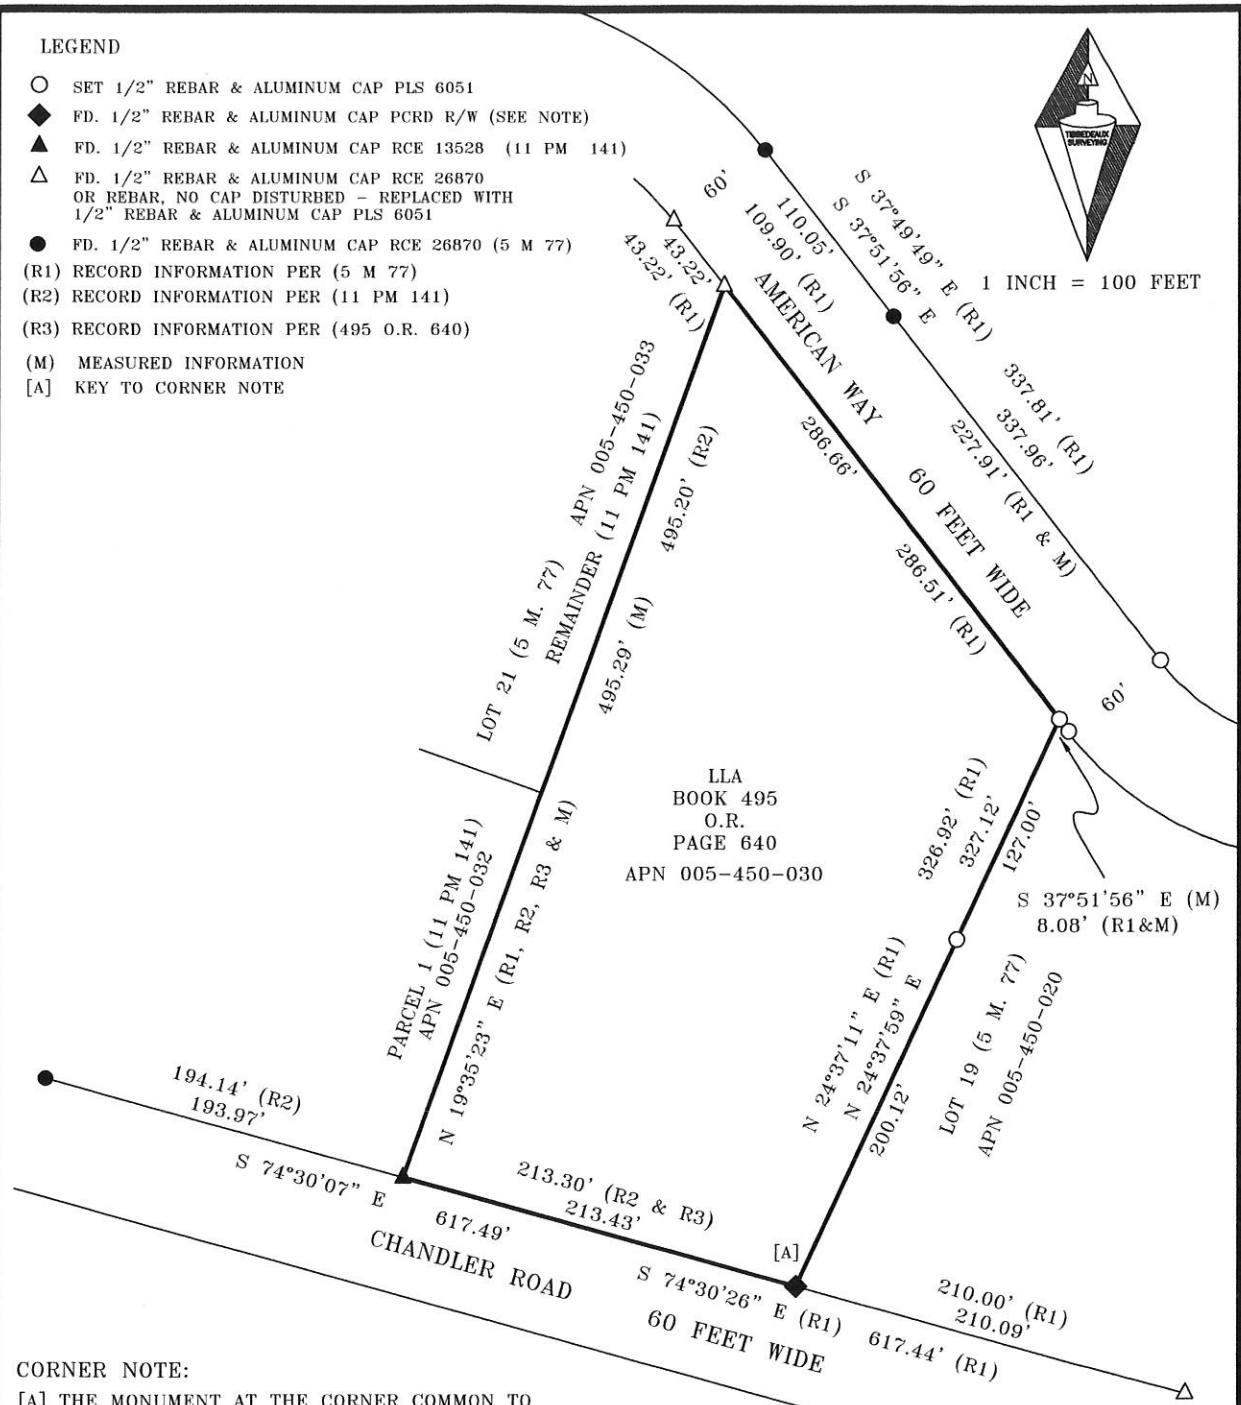 LEGEND
SET 1/2" REBAR & ALUMINUM CAP PLS 6051
FD. 1/2" REBAR & ALUMINUM CAP PCRD R/W (SEE NOTE)
FD. 1/2" REBAR & ALUMINUM CAP RCE 13528 (11 PM 141)
FD. 1/2" REBAR & ALUMINUM CAP RCE 26870
OR REBAR, NO CAP DISTURBED – REPLACED WITH
1/2" REBAR & ALUMINUM CAP PLS 6051
FD. 1/2" REBAR & ALUMINUM CAP RCE 26870 (5 M 77)
(R1) RECORD INFORMATION PER (5 M 77)
(R2) RECORD INFORMATION PER (11 PM 141)
(R3) RECORD INFORMATION PER (495 O.R. 640)
(M) MEASURED INFORMATION
[A] KEY TO CORNER NOTE
N
TIBBEDEAUX
SURVEYING
1 INCH = 100 FEET
60'
110.05'
109.90' (R1)
S 37°49'49" E (R1)
S 37°51'56" E
43.22'
43.22' (R1)
AMERICAN WAY
60 FEET WIDE
337.81' (R1)
337.96'
227.91' (R1 & M)
286.66'
286.51' (R1)
60'
LOT 21 (5 M. 77) APN 005-450-033
REMAINDER (11 PM 141)
495.20' (R2)
495.29' (M)
LLA
BOOK 495
O.R.
PAGE 640
APN 005-450-030
326.92' (R1)
327.12'
127.00'
S 37°51'56" E (M)
8.08' (R1&M)
PARCEL 1 (11 PM 141)
APN 005-450-032
N 19°35'23" E (R1, R2, R3 & M)
N 24°37'11" E (R1)
N 24°37'59" E
200.12'
LOT 19 (5 M. 77)
APN 005-450-020
194.14' (R2)
193.97'
S 74°30'07" E
617.49'
213.30' (R2 & R3)
213.43'
[A]
CHANDLER ROAD
60 FEET WIDE
S 74°30'26" E (R1) 617.44' (R1)
210.00' (R1)
210.09'
CORNER NOTE:
[A] THE MONUMENT AT THE CORNER COMMON TO